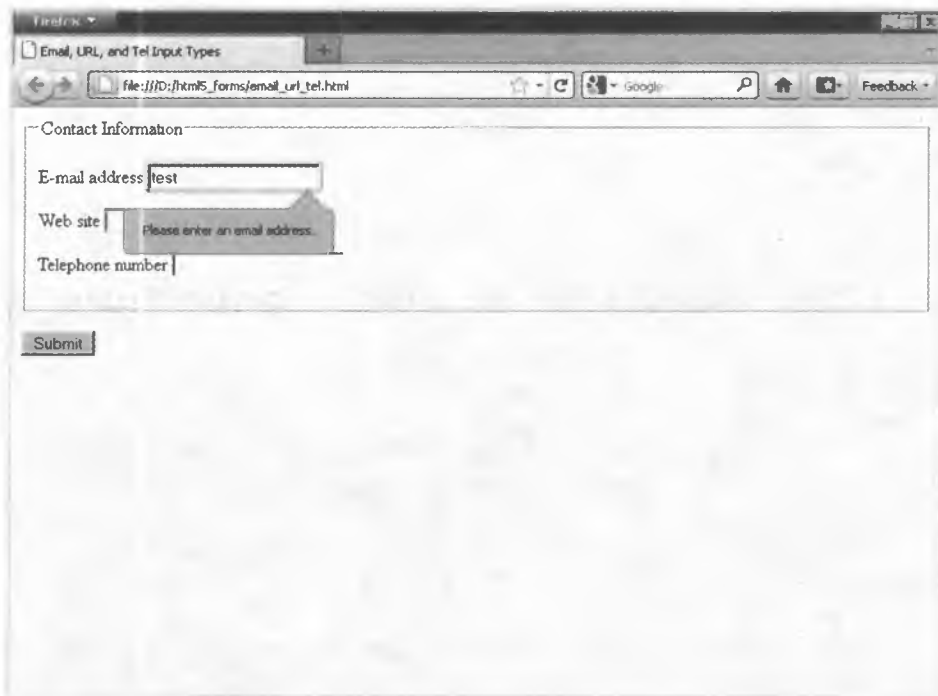 Firefox
Email, URL, and Tel Input Types
file:///D:/html5_forms/email_url_tel.html
Google
Feedback
Contact Information
E-mail address test
Web site
Please enter an email address.
Telephone number
Submit